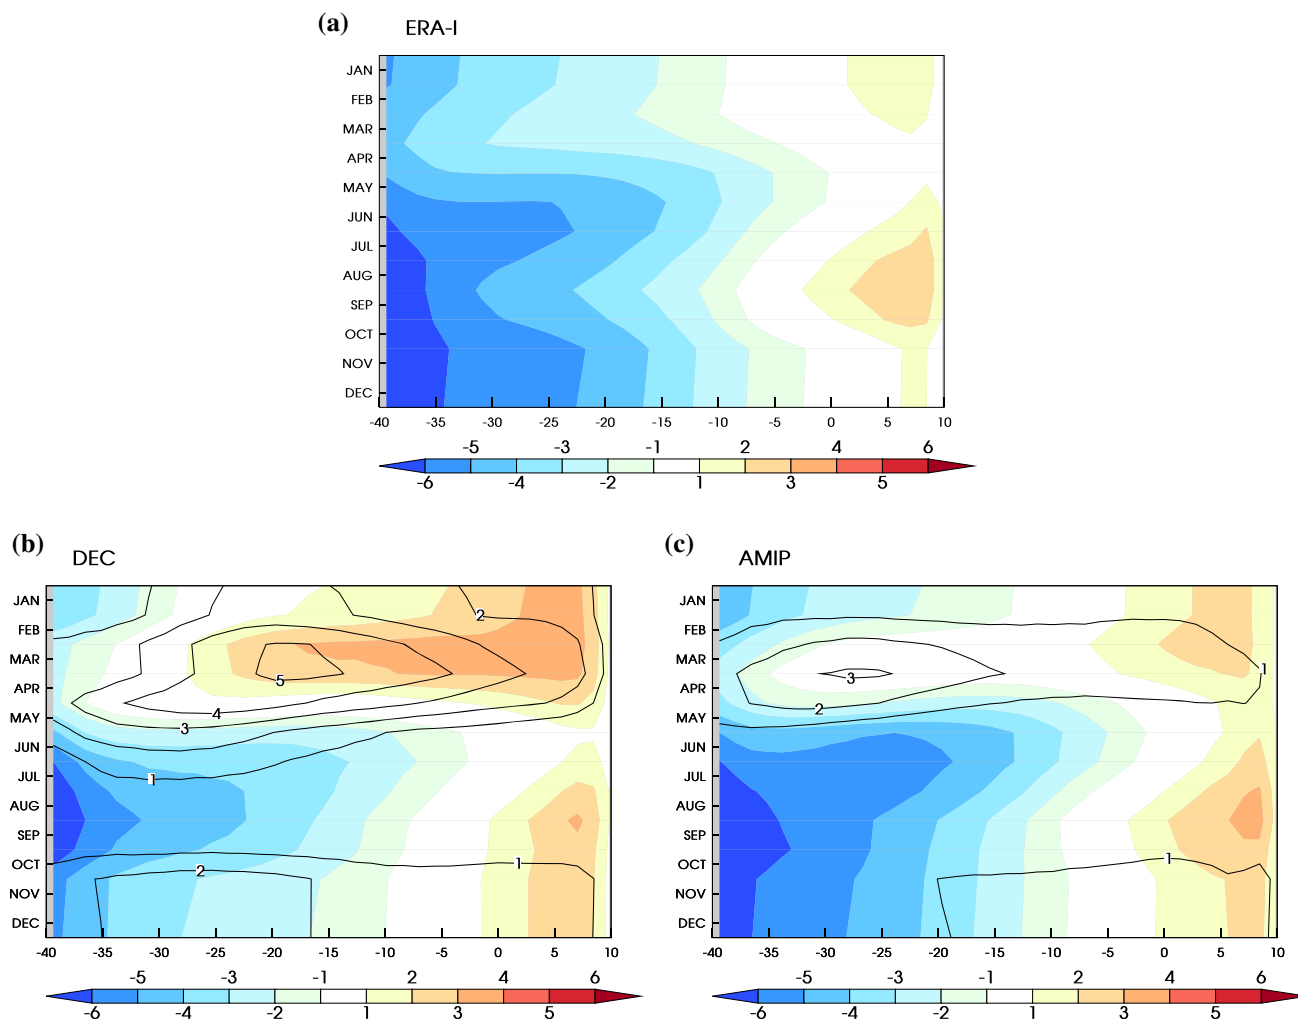 (a) ERA-I
JAN
FEB
MAR
APR
MAY
JUN
JUL
AUG
SEP
OCT
NOV
DEC
-40 -35 -30 -25 -20 -15 -10 -5 0 5 10
-5 -3 -1 2 4 6
-6 -4 -2 1 3 5
(b) DEC
JAN
FEB
MAR
APR
MAY
JUN
JUL
AUG
SEP
OCT
NOV
DEC
2
5
4
3
1
1
2
-40 -35 -30 -25 -20 -15 -10 -5 0 5 10
-5 -3 -1 2 4 6
-6 -4 -2 1 3 5
(c) AMIP
JAN
FEB
MAR
APR
MAY
JUN
JUL
AUG
SEP
OCT
NOV
DEC
1
3
2
1
-40 -35 -30 -25 -20 -15 -10 -5 0 5 10
-5 -3 -1 2 4 6
-6 -4 -2 1 3 5